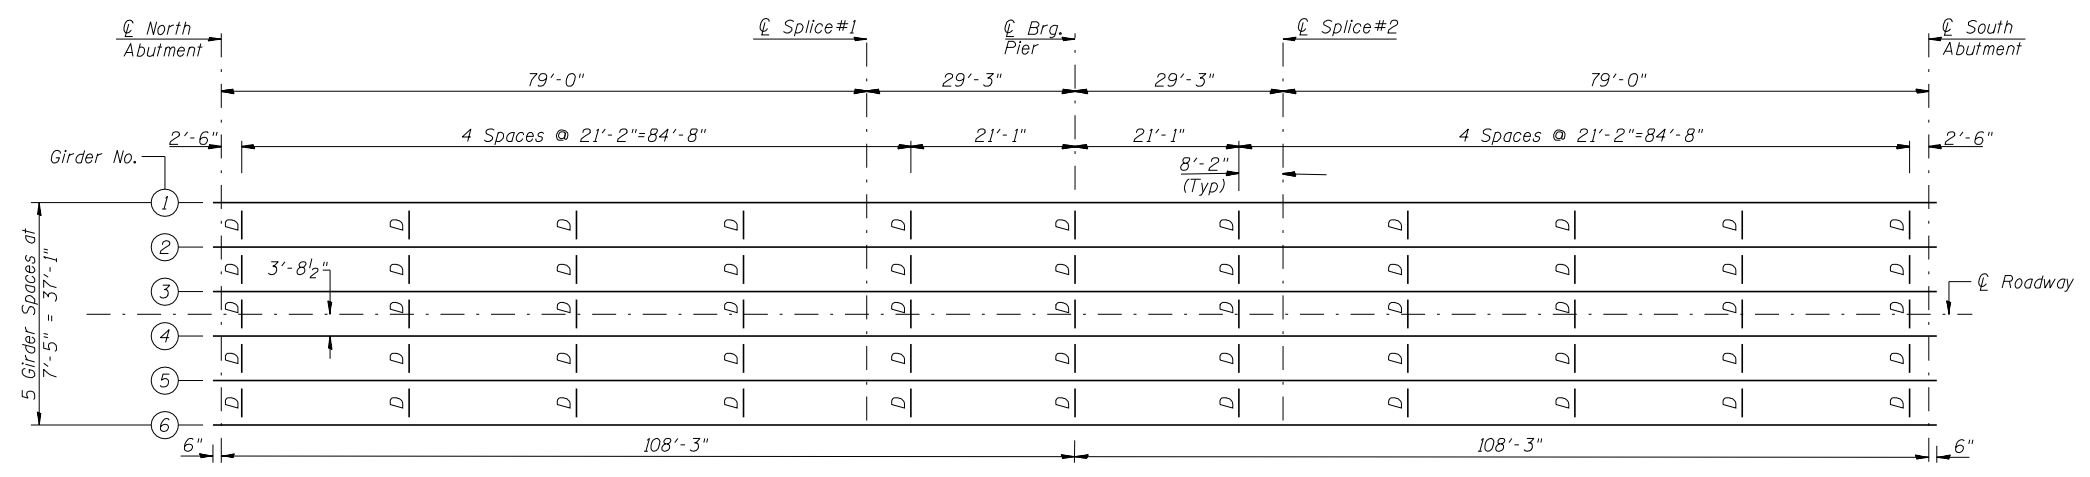 ℄ North
Abutment
℄ Splice#1
℄ Brg.
Pier
℄ Splice#2
℄ South
Abutment
79'-0"
29'-3"
29'-3"
79'-0"
2'-6"
4 Spaces @ 21'-2"=84'-8"
21'-1"
21'-1"
4 Spaces @ 21'-2"=84'-8"
2'-6"
Girder No.
8'-2"
(Typ)
1
D D D D D D D D D D D
2
D D D D D D D D D D D
3'-8½"
3
D D D D D D D D D D D
℄ Roadway
4
D D D D D D D D D D D
5
D D D D D D D D D D D
6
5 Girder Spaces at
7'-5" = 37'-1"
6"
108'-3"
108'-3"
6"